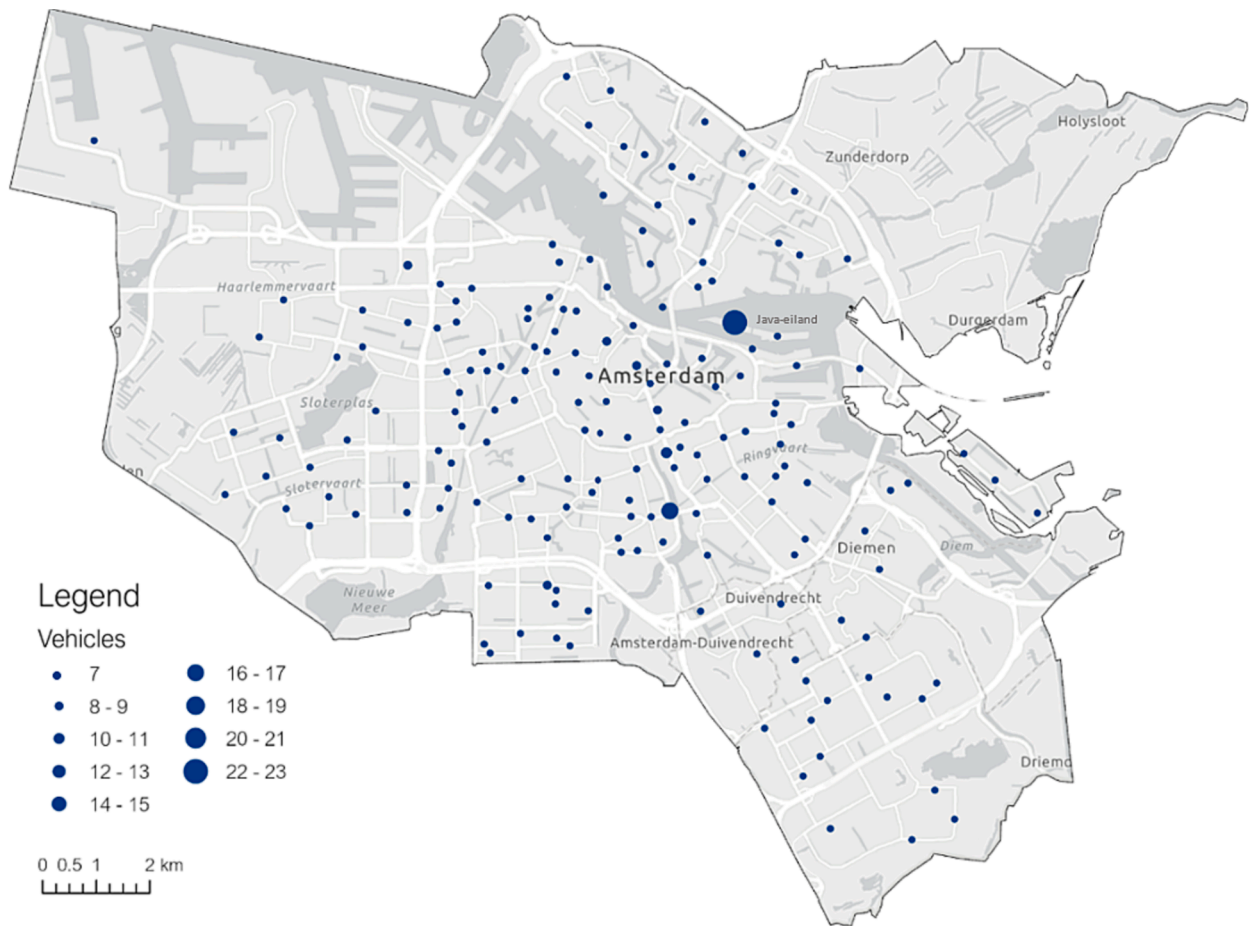 Holysloot
Zunderdorp
Haarlemmervaart
Java-eiland
Durgerdam
g
Amsterdam
Sloterplas
Ringvaart
en
Slotervaart
Diemen
Diem
Nieuwe
Meer
Duivendrecht
Amsterdam-Duivendrecht
Driemo
Legend
Vehicles
7
8 - 9
10 - 11
12 - 13
14 - 15
16 - 17
18 - 19
20 - 21
22 - 23
0 0.5 1 2 km